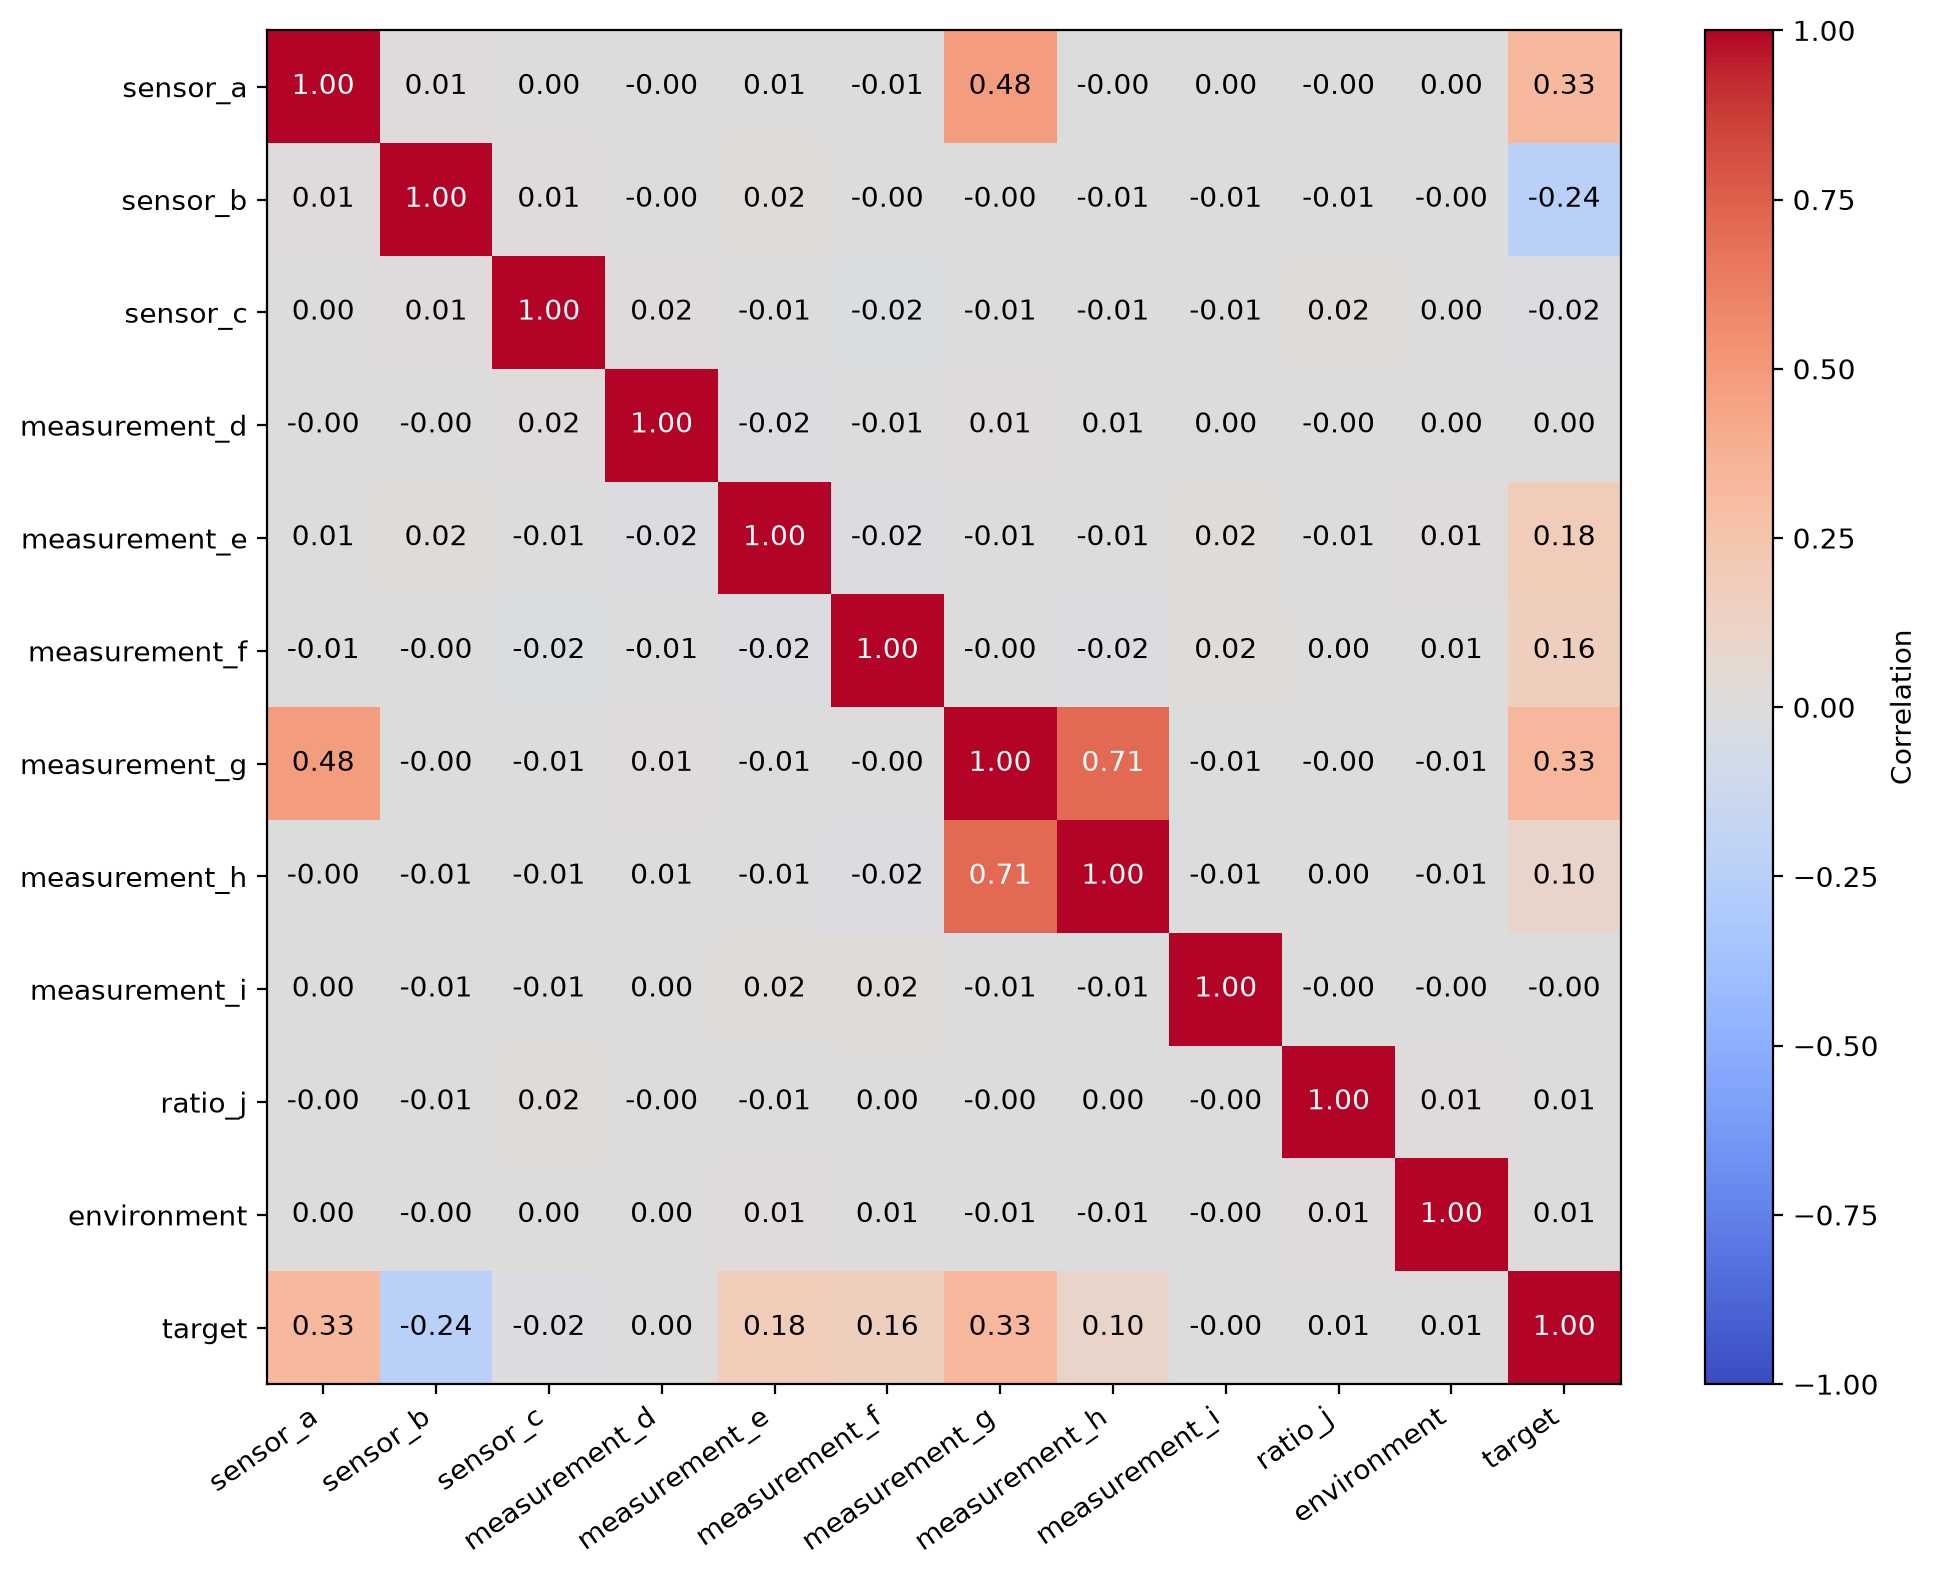 sensor_a 1.00 0.01 0.00 -0.00 0.01 -0.01 0.48 -0.00 0.00 -0.00 0.00 0.33
sensor_b 0.01 1.00 0.01 -0.00 0.02 -0.00 -0.00 -0.01 -0.01 -0.01 -0.00 -0.24
sensor_c 0.00 0.01 1.00 0.02 -0.01 -0.02 -0.01 -0.01 -0.01 0.02 0.00 -0.02
measurement_d -0.00 -0.00 0.02 1.00 -0.02 -0.01 0.01 0.01 0.00 -0.00 0.00 0.00
measurement_e 0.01 0.02 -0.01 -0.02 1.00 -0.02 -0.01 -0.01 0.02 -0.01 0.01 0.18
measurement_f -0.01 -0.00 -0.02 -0.01 -0.02 1.00 -0.00 -0.02 0.02 0.00 0.01 0.16
measurement_g 0.48 -0.00 -0.01 0.01 -0.01 -0.00 1.00 0.71 -0.01 -0.00 -0.01 0.33
measurement_h -0.00 -0.01 -0.01 0.01 -0.01 -0.02 0.71 1.00 -0.01 0.00 -0.01 0.10
measurement_i 0.00 -0.01 -0.01 0.00 0.02 0.02 -0.01 -0.01 1.00 -0.00 -0.00 -0.00
ratio_j -0.00 -0.01 0.02 -0.00 -0.01 0.00 -0.00 0.00 -0.00 1.00 0.01 0.01
environment 0.00 -0.00 0.00 0.00 0.01 0.01 -0.01 -0.01 -0.00 0.01 1.00 0.01
target 0.33 -0.24 -0.02 0.00 0.18 0.16 0.33 0.10 -0.00 0.01 0.01 1.00
sensor_a sensor_b sensor_c measurement_d measurement_e measurement_f measurement_g measurement_h measurement_i ratio_j environment target
1.00
0.75
0.50
0.25
0.00
−0.25
−0.50
−0.75
−1.00
Correlation